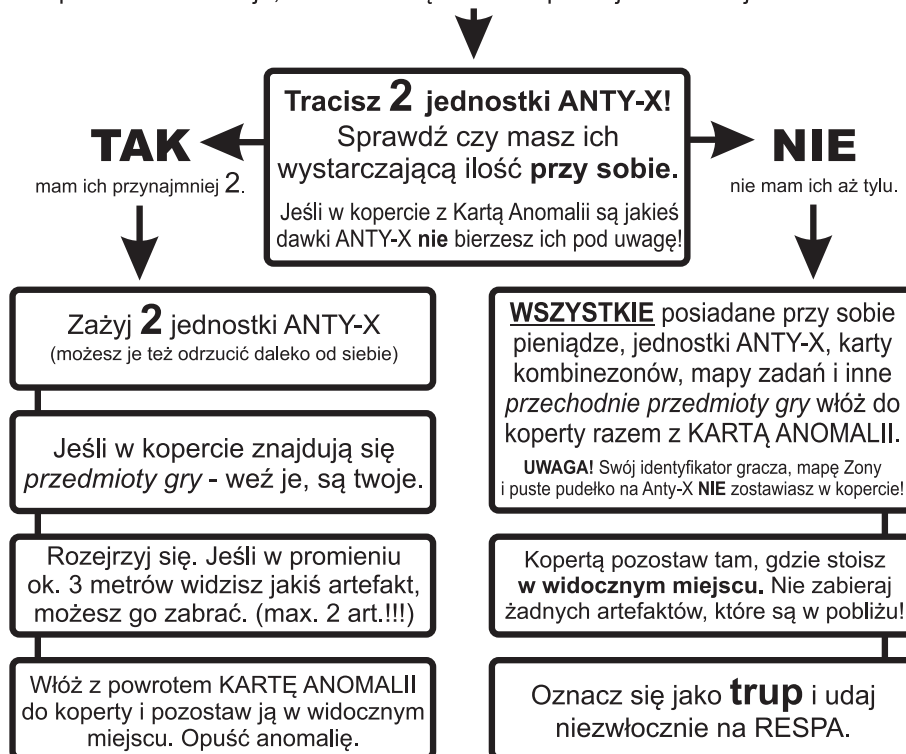 Tracisz 2 jednostki ANTY-X!
Sprawdź czy masz ich
wystarczającą ilość przy sobie.
Jeśli w kopercie z Kartą Anomalii są jakieś
dawki ANTY-X nie bierzesz ich pod uwagę!
TAK
mam ich przynajmniej 2.
NIE
nie mam ich aż tylu.
Zażyj 2 jednostki ANTY-X
(możesz je też odrzucić daleko od siebie)
Jeśli w kopercie znajdują się
przedmioty gry - weź je, są twoje.
Rozejrzyj się. Jeśli w promieniu
ok. 3 metrów widzisz jakiś artefakt,
możesz go zabrać. (max. 2 art.!!!)
Włóż z powrotem KARTĘ ANOMALII
do koperty i pozostaw ją w widocznym
miejscu. Opuść anomalię.
WSZYSTKIE posiadane przy sobie
pieniądze, jednostki ANTY-X, karty
kombinezonów, mapy zadań i inne
przechodnie przedmioty gry włóż do
koperty razem z KARTĄ ANOMALII.
UWAGA! Swój identyfikator gracza, mapę Zony
i puste pudełko na Anty-X NIE zostawiasz w kopercie!
Kopertą pozostaw tam, gdzie stoisz
w widocznym miejscu. Nie zabieraj
żadnych artefaktów, które są w pobliżu!
Oznacz się jako trup i udaj
niezwłocznie na RESPA.